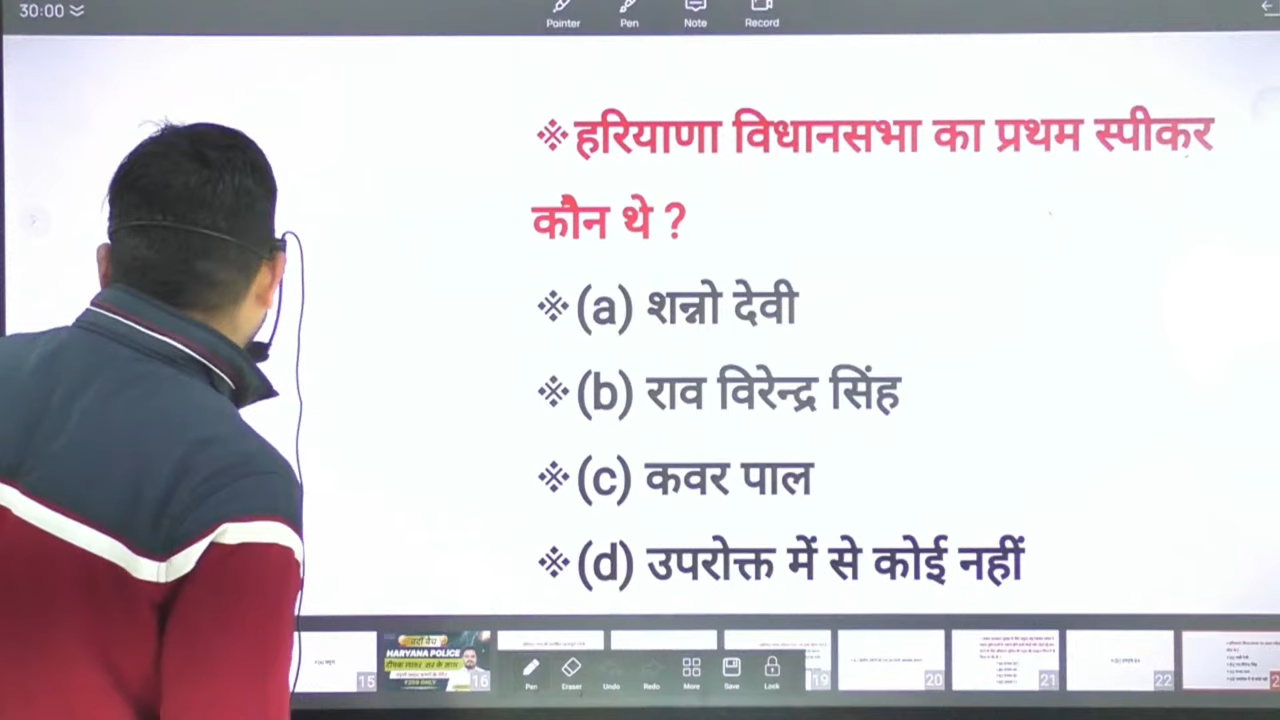 30:00
Pointer Pen Note Record
※हरियाणा विधानसभा का प्रथम स्पीकर
कौन थे ?
※(a) शन्नो देवी
※(b) राव विरेन्द्र सिंह
※(c) कवर पाल
※(d) उपरोक्त में से कोई नहीं
15
वर्दी बैच
HARYANA POLICE
16
19
20
21
22
Pen Eraser Undo Redo More Save Lock